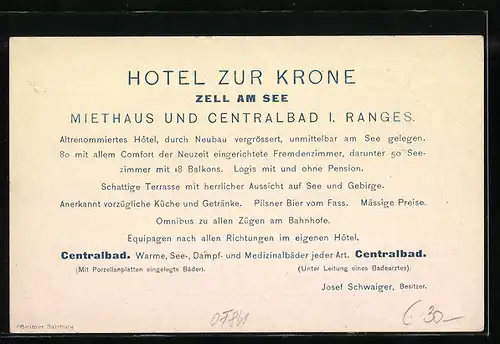 HOTEL ZUR KRONE
ZELL AM SEE
MIETHAUS UND CENTRALBAD I. RANGES.
Altrenommiertes Hôtel, durch Neubau vergrössert, unmittelbar am See gelegen.
80 mit allem Comfort der Neuzeit eingerichtete Fremdenzimmer, darunter 50 See-
zimmer mit 18 Balkons. Logis mit und ohne Pension.
Schattige Terrasse mit herrlicher Aussicht auf See und Gebirge.
Anerkannt vorzügliche Küche und Getränke. Pilsner Bier vom Fass. Mässige Preise.
Omnibus zu allen Zügen am Bahnhofe.
Equipagen nach allen Richtungen im eigenen Hôtel.
Centralbad. Warme, See-, Dampf- und Medizinalbäder jeder Art. Centralbad.
(Mit Porzellanplatten eingelegte Bäder). (Unter Leitung eines Badearztes).
Josef Schwaiger, Besitzer.
Salzburg
30-